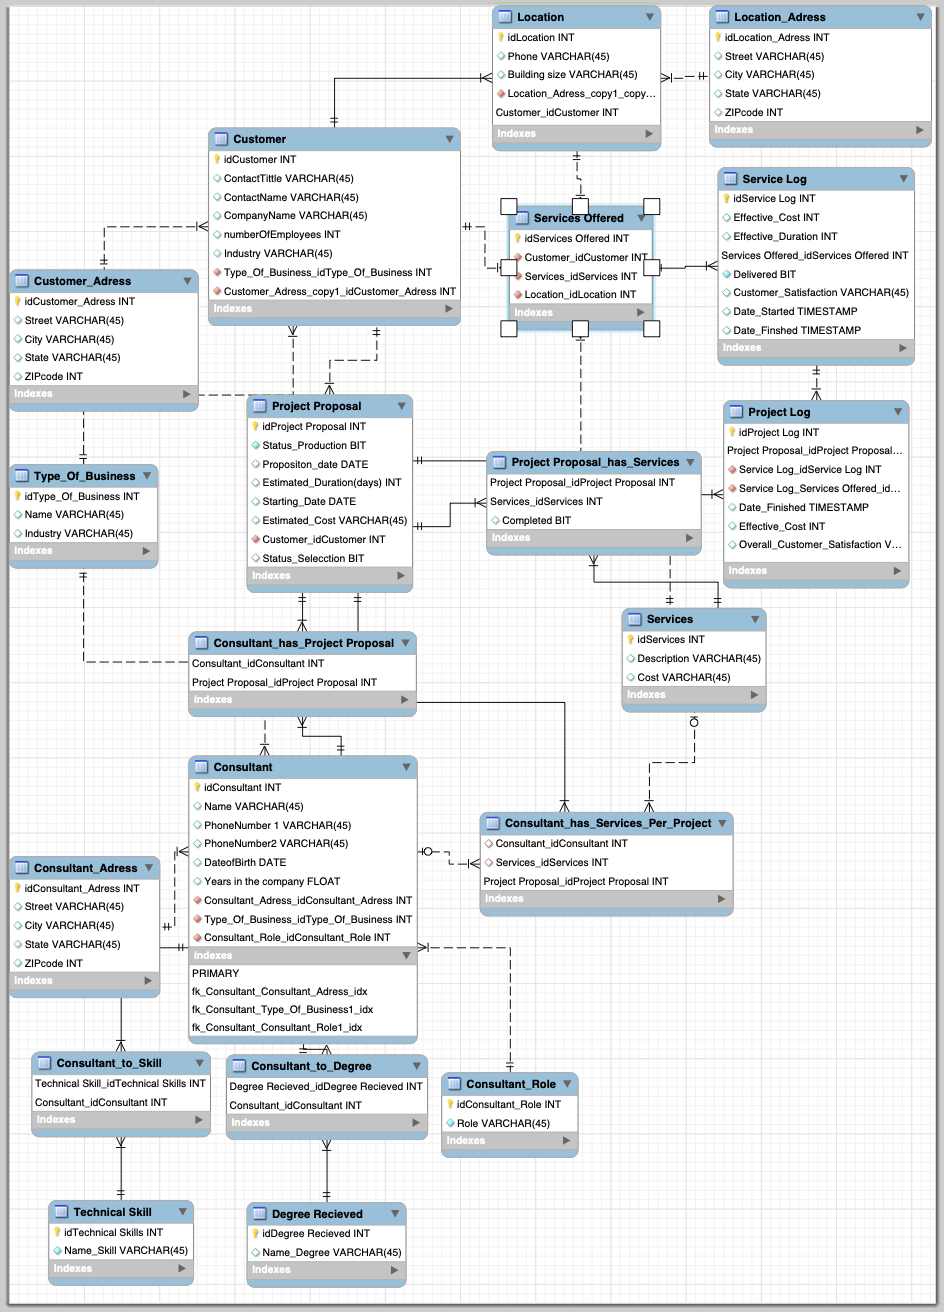 Location
idLocation INT
Phone VARCHAR(45)
Building size VARCHAR(45)
Location_Adress_copy1_copy...
Customer_idCustomer INT
Indexes
Location_Adress
idLocation_Adress INT
Street VARCHAR(45)
City VARCHAR(45)
State VARCHAR(45)
ZIPcode INT
Indexes
Customer
idCustomer INT
ContactTittle VARCHAR(45)
ContactName VARCHAR(45)
CompanyName VARCHAR(45)
numberOfEmployees INT
Industry VARCHAR(45)
Type_Of_Business_idType_Of_Business INT
Customer_Adress_copy1_idCustomer_Adress INT
Indexes
Services Offered
idServices Offered INT
Customer_idCustomer INT
Services_idServices INT
Location_idLocation INT
Indexes
Service Log
idService Log INT
Effective_Cost INT
Effective_Duration INT
Services Offered_idServices Offered INT
Delivered BIT
Customer_Satisfaction VARCHAR(45)
Date_Started TIMESTAMP
Date_Finshed TIMESTAMP
Indexes
Customer_Adress
idCustomer_Adress INT
Street VARCHAR(45)
City VARCHAR(45)
State VARCHAR(45)
ZIPcode INT
Indexes
Project Proposal
idProject Proposal INT
Status_Production BIT
Propositon_date DATE
Estimated_Duration(days) INT
Starting_Date DATE
Estimated_Cost VARCHAR(45)
Customer_idCustomer INT
Status_Selecction BIT
Indexes
Project Log
idProject Log INT
Project Proposal_idProject Proposal...
Service Log_idService Log INT
Service Log_Services Offered_id...
Date_Finished TIMESTAMP
Effective_Cost INT
Overall_Customer_Satisfaction V...
Indexes
Type_Of_Business
idType_Of_Business INT
Name VARCHAR(45)
Industry VARCHAR(45)
Indexes
Project Proposal_has_Services
Project Proposal_idProject Proposal INT
Services_idServices INT
Completed BIT
Indexes
Services
idServices INT
Description VARCHAR(45)
Cost VARCHAR(45)
Indexes
Consultant_has_Project Proposal
Consultant_idConsultant INT
Project Proposal_idProject Proposal INT
Indexes
Consultant
idConsultant INT
Name VARCHAR(45)
PhoneNumber 1 VARCHAR(45)
PhoneNumber2 VARCHAR(45)
DateofBirth DATE
Years in the company FLOAT
Consultant_Adress_idConsultant_Adress INT
Type_Of_Business_idType_Of_Business INT
Consultant_Role_idConsultant_Role INT
Indexes
PRIMARY
fk_Consultant_Consultant_Adress_idx
fk_Consultant_Type_Of_Business1_idx
fk_Consultant_Consultant_Role1_idx
Consultant_has_Services_Per_Project
Consultant_idConsultant INT
Services_idServices INT
Project Proposal_idProject Proposal INT
Indexes
Consultant_Adress
idConsultant_Adress INT
Street VARCHAR(45)
City VARCHAR(45)
State VARCHAR(45)
ZIPcode INT
Indexes
Consultant_to_Skill
Technical Skill_idTechnical Skills INT
Consultant_idConsultant INT
Indexes
Consultant_to_Degree
Degree Recieved_idDegree Recieved INT
Consultant_idConsultant INT
Indexes
Consultant_Role
idConsultant_Role INT
Role VARCHAR(45)
Indexes
Technical Skill
idTechnical Skills INT
Name_Skill VARCHAR(45)
Indexes
Degree Recieved
idDegree Recieved INT
Name_Degree VARCHAR(45)
Indexes